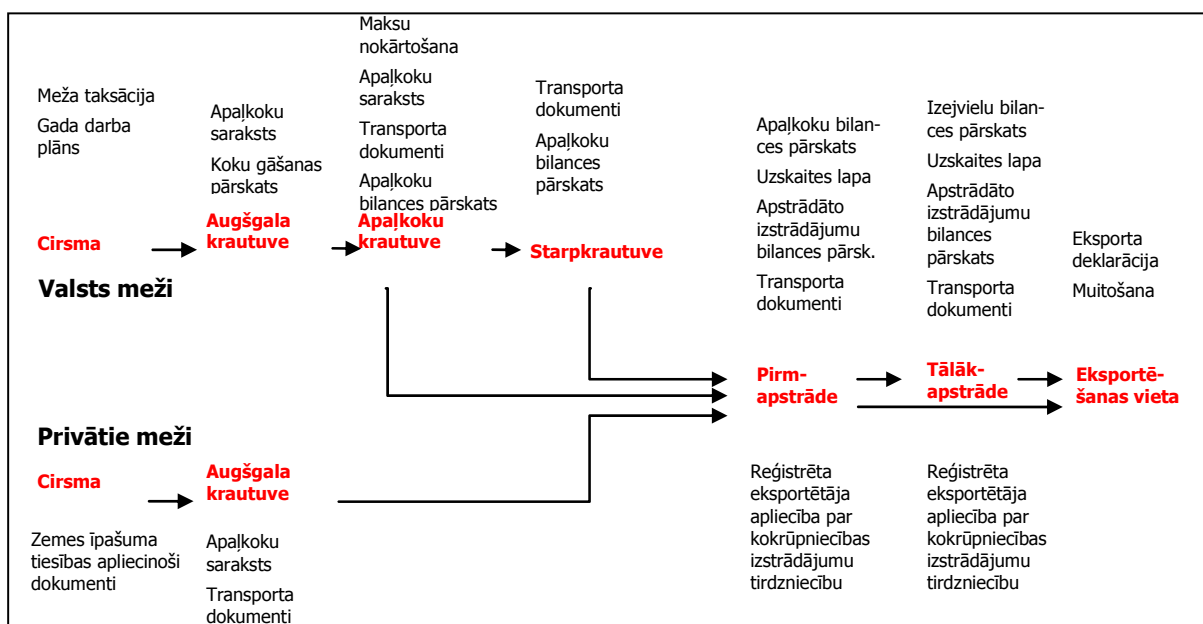 Meža taksācija
Gada darba
plāns
Cirsma
Valsts meži
Apaļkoku
saraksts
Koku gāšanas
pārskats
Augšgala
krautuve
Maksu
nokārtošana
Apaļkoku
saraksts
Transporta
dokumenti
Apaļkoku
bilances pārskats
Apaļkoku
krautuve
Transporta
dokumenti
Apaļkoku
bilances
pārskats
Starpkrautuve
Apaļkoku bilan-
ces pārskats
Uzskaites lapa
Apstrādāto
izstrādājumu
bilances pārsk.
Transporta
dokumenti
Pirm-
apstrāde
Izejvielu bilan-
ces pārskats
Uzskaites lapa
Apstrādāto
izstrādājumu
bilances
pārskats
Transporta
dokumenti
Tālāk-
apstrāde
Eksporta
deklarācija
Muitošana
Eksportē-
šanas vieta
Privātie meži
Cirsma
Zemes īpašuma
tiesības apliecinoši
dokumenti
Augšgala
krautuve
Apaļkoku
saraksts
Transporta
dokumenti
Reģistrēta
eksportētāja
apliecība par
kokrūpniecības
izstrādājumu
tirdzniecību
Reģistrēta
eksportētāja
apliecība par
kokrūpniecības
izstrādājumu
tirdzniecību